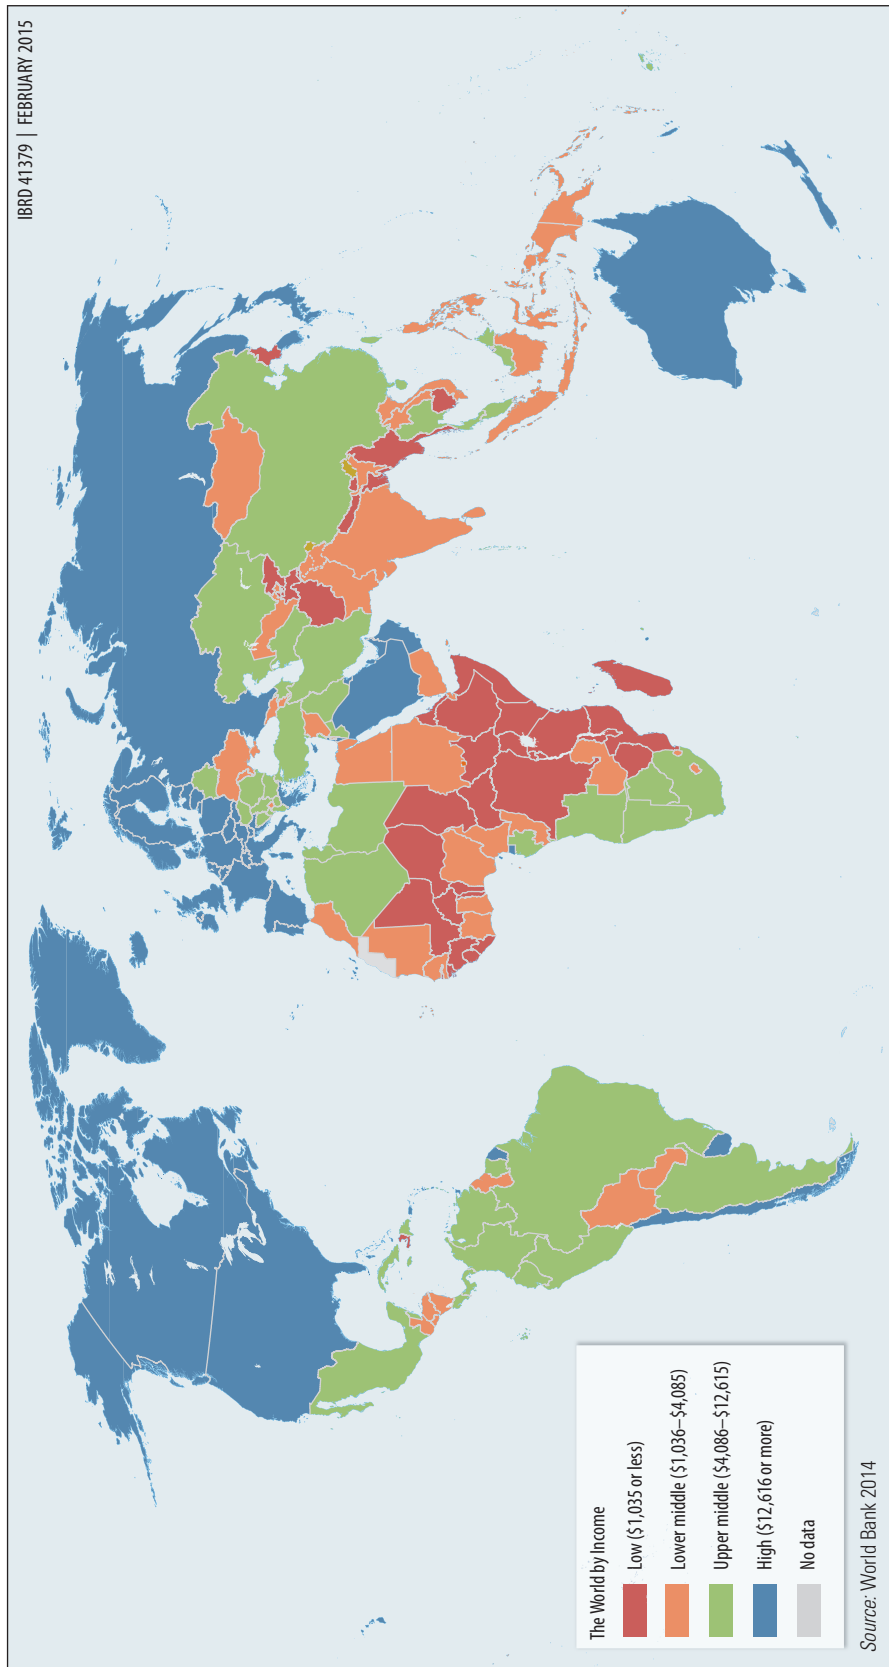 IBRD 41379 | FEBRUARY 2015
The World by Income
Low ($1,035 or less)
Lower middle ($1,036–$4,085)
Upper middle ($4,086–$12,615)
High ($12,616 or more)
No data
Source: World Bank 2014